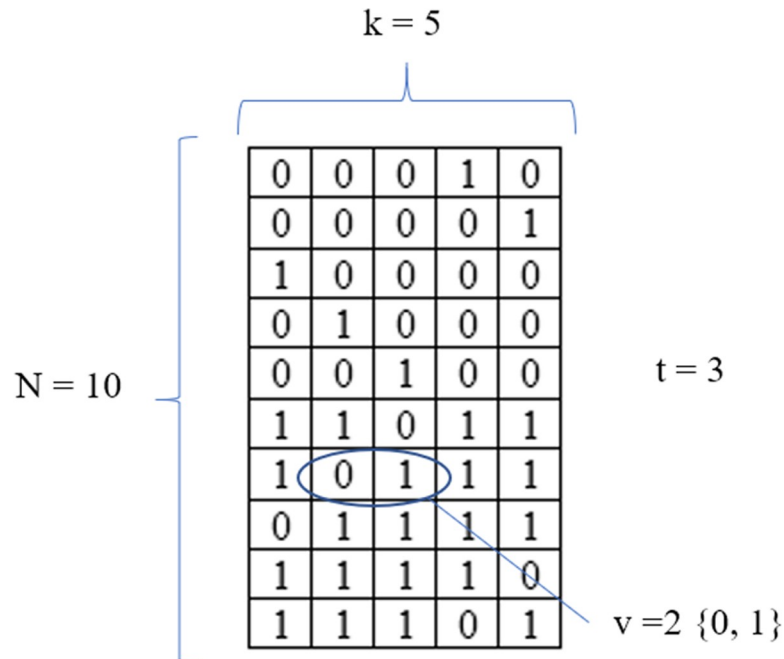 k = 5
0 0 0 1 0
0 0 0 0 1
1 0 0 0 0
0 1 0 0 0
0 0 1 0 0
N = 10
t = 3
1 1 0 1 1
1 0 1 1 1
0 1 1 1 1
1 1 1 1 0
1 1 1 0 1
v =2 {0, 1}